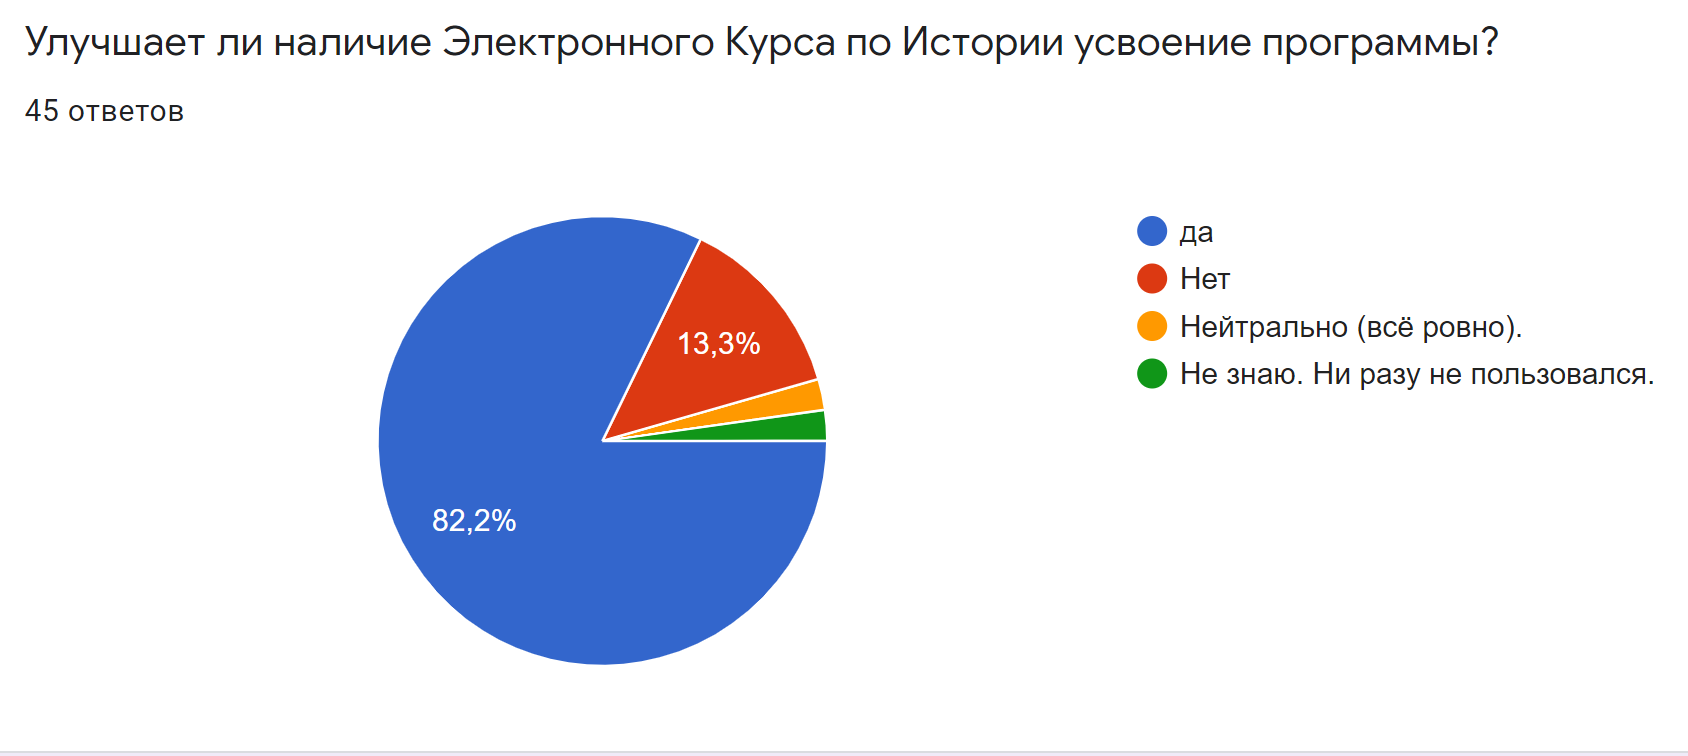 Улучшает ли наличие Электронного Курса по Истории усвоение программы?
45 ответов
да
Нет
13,3%
Нейтрально (всё ровно).
Не знаю. Ни разу не пользовался.
82,2%